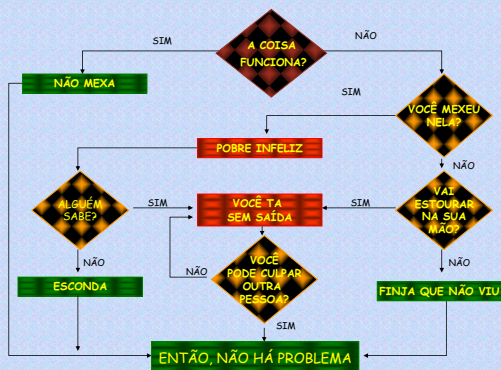 A COISA
FUNCIONA?
SIM
NÃO
NÃO MEXA
SIM
VOCÊ MEXEU
NELA?
POBRE INFELIZ
NÃO
ALGUÉM
SABE?
SIM
VOCÊ TA
SEM SAÍDA
SIM
VAI
ESTOURAR
NA SUA
MÃO?
NÃO
NÃO
VOCÊ
PODE CULPAR
OUTRA
PESSOA?
NÃO
ESCONDA
FINJA QUE NÃO VIU
SIM
ENTÃO, NÃO HÁ PROBLEMA